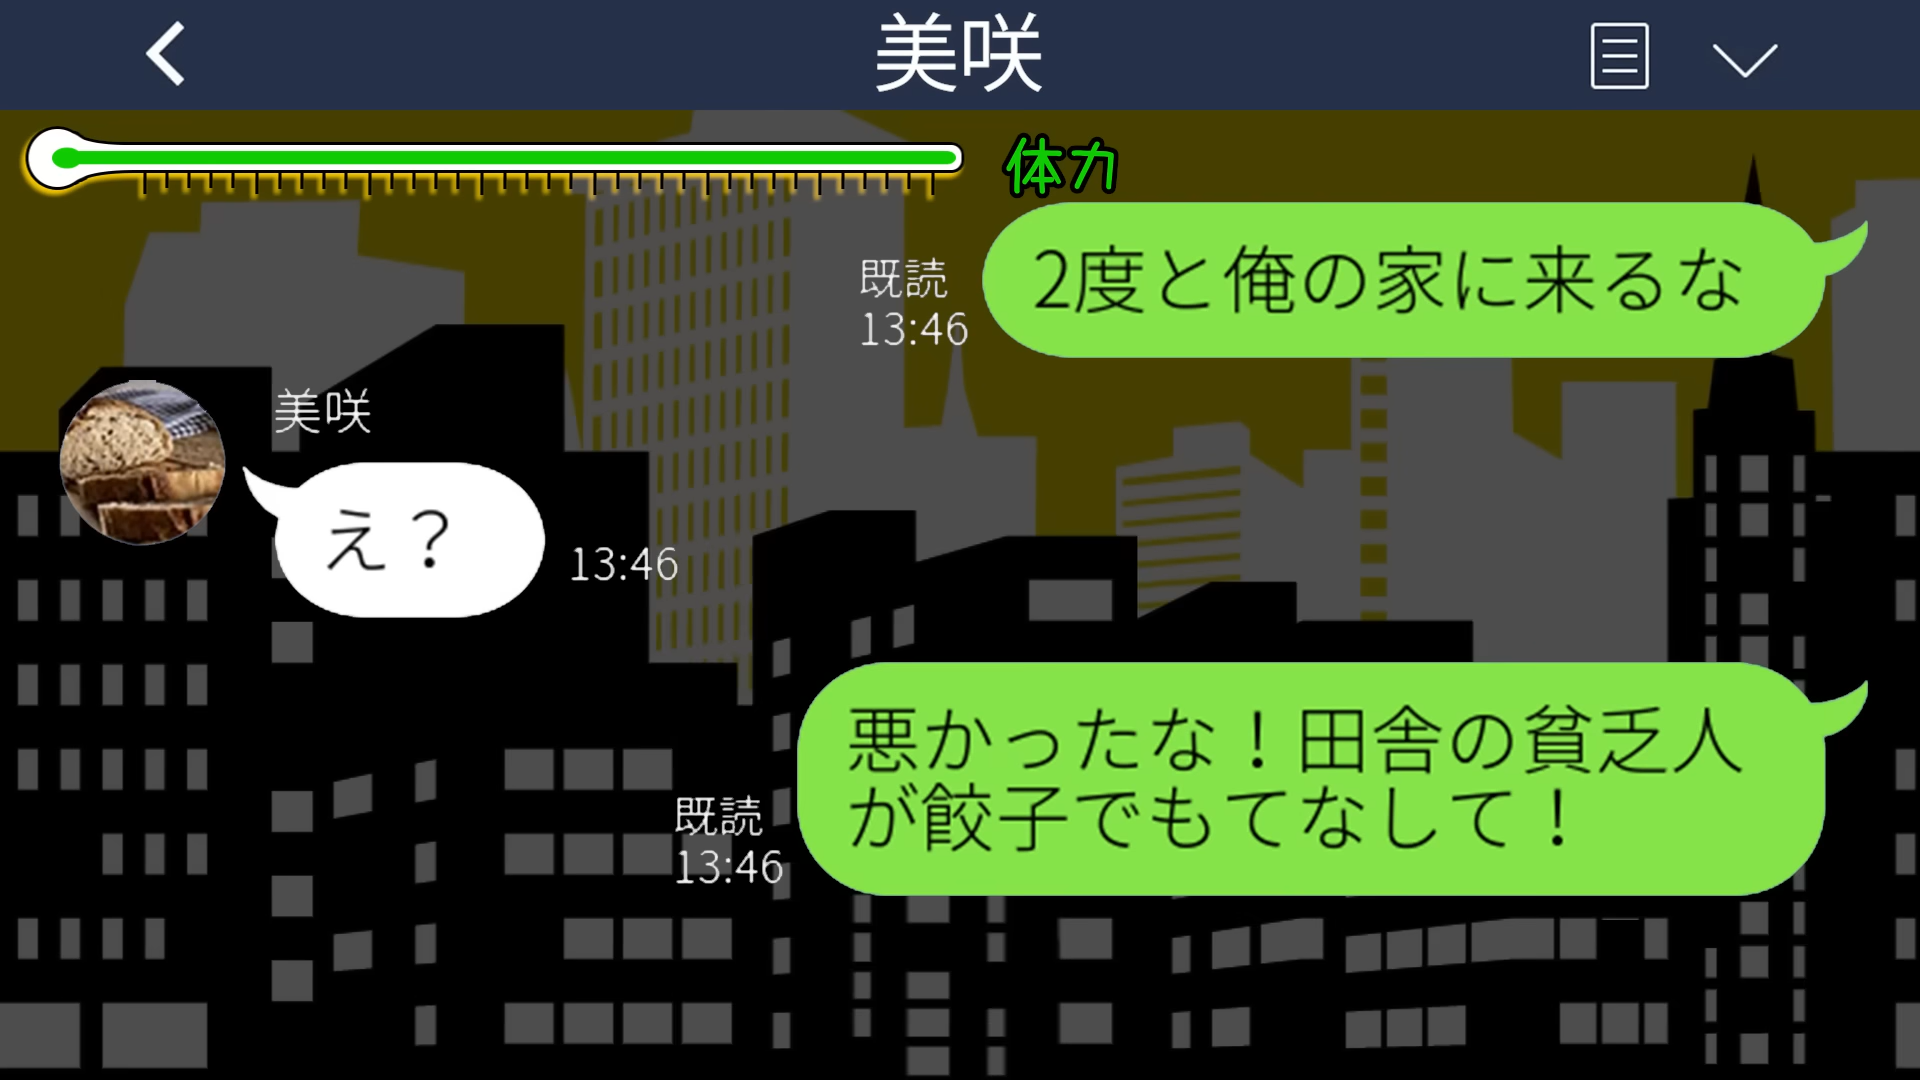 美咲
体力
2度と俺の家に来るな
既読
13:46
美咲
え？
13:46
悪かったな！田舎の貧乏人
が餃子でもてなして！
既読
13:46